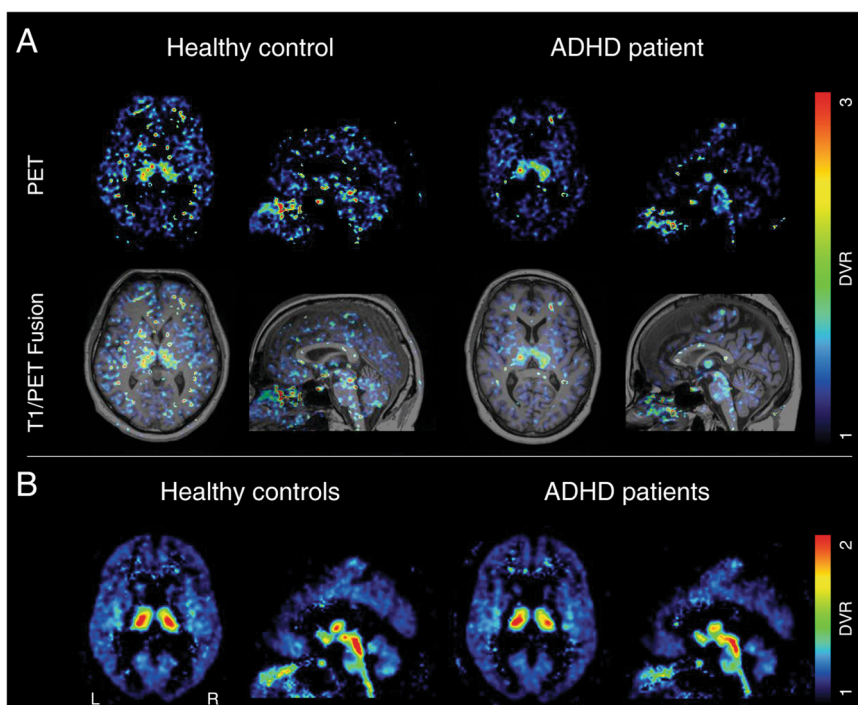 A
Healthy control
ADHD patient
PET
T1/PET Fusion
3
DVR
1
B
Healthy controls
ADHD patients
2
DVR
1
L
R